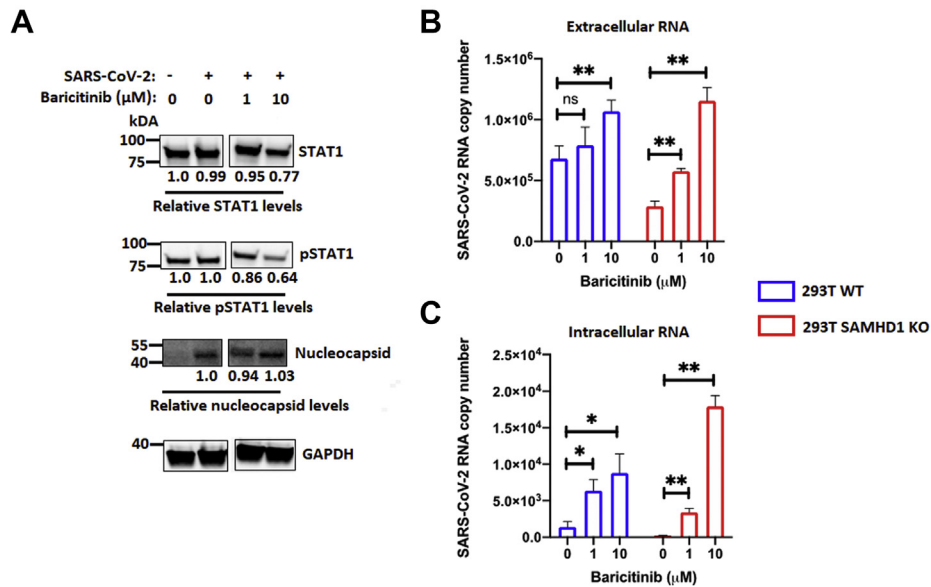 A
SARS-CoV-2: - + + +
Baricitinib (μM): 0 0 1 10
kDA
100
75
STAT1
1.0 0.99 0.95 0.77
Relative STAT1 levels
100
75
pSTAT1
1.0 1.0 0.86 0.64
Relative pSTAT1 levels
55
40
Nucleocapsid
1.0 0.94 1.03
Relative nucleocapsid levels
40
GAPDH
B
Extracellular RNA
SARS-CoV-2 RNA copy number
1.5×10⁶
1.0×10⁶
5.0×10⁵
0.0
** **
ns **
0 1 10 0 1 10
Baricitinib (μM)
C
Intracellular RNA
SARS-CoV-2 RNA copy number
2.5×10⁴
2.0×10⁴
1.5×10⁴
1.0×10⁴
5.0×10³
0.0
**
*
*
**
0 1 10 0 1 10
Baricitinib (μM)
293T WT
293T SAMHD1 KO